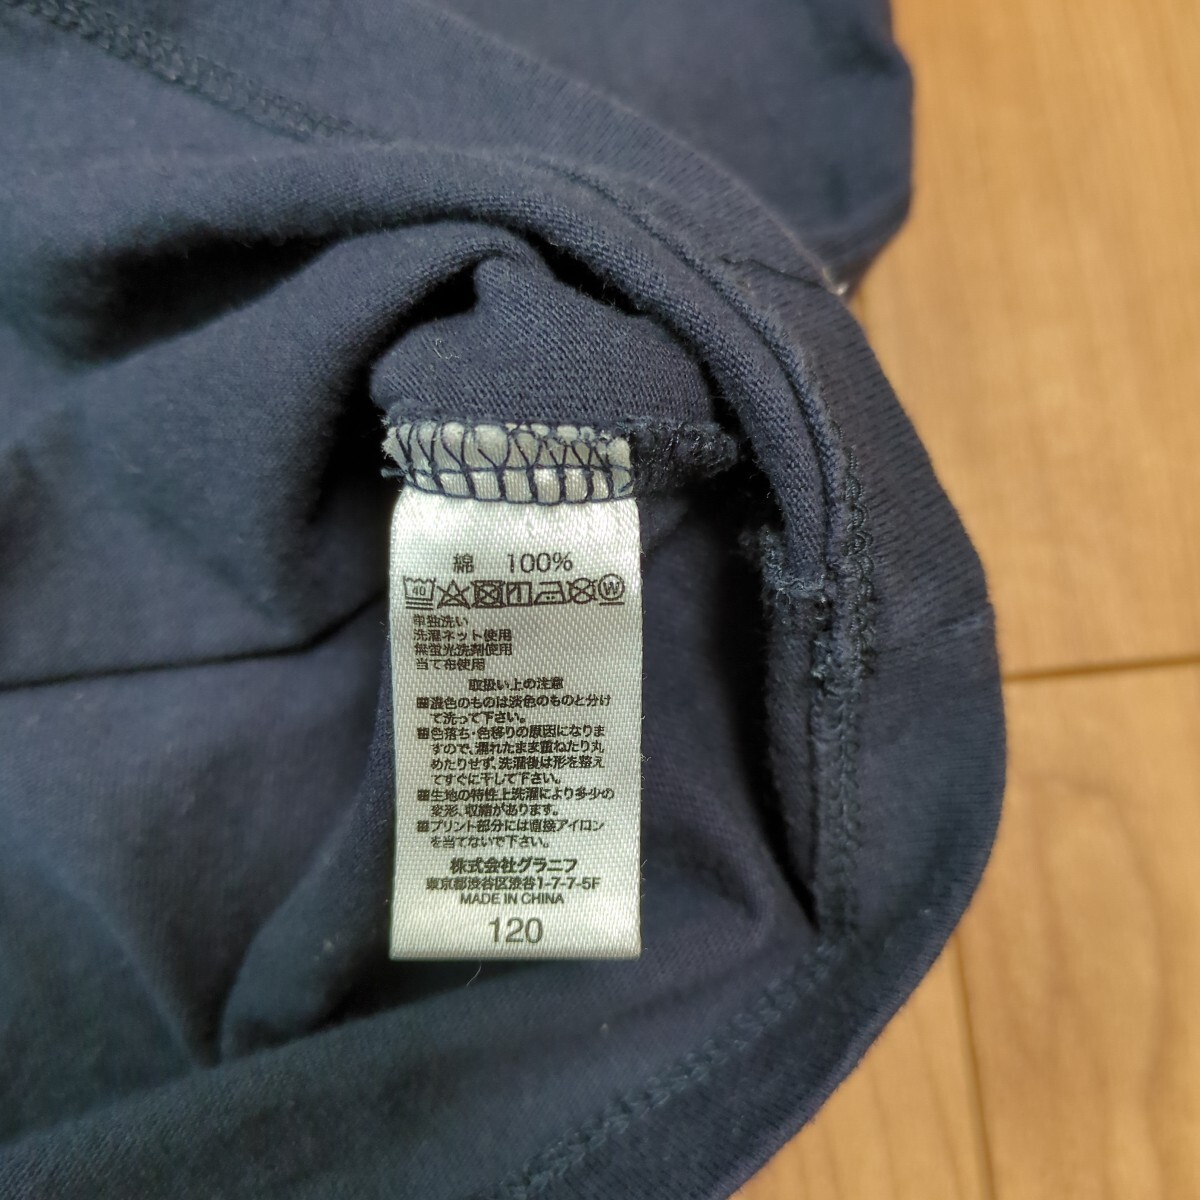 綿 100%
40 W
単独洗い
洗濯ネット使用
無蛍光洗剤使用
当て布使用
取扱い上の注意
■濃色のものは淡色のものと分け
て洗って下さい。
■色落ち・色移りの原因になりま
すので、濡れたまま重ねたり丸
めたりせず、洗濯後は形を整え
てすぐに干して下さい。
■生地の特性上洗濯により多少の
変形、収縮があります。
■プリント部分には直接アイロン
を当てないで下さい。
株式会社グラニフ
東京都渋谷区渋谷1-7-7-5F
MADE IN CHINA
120